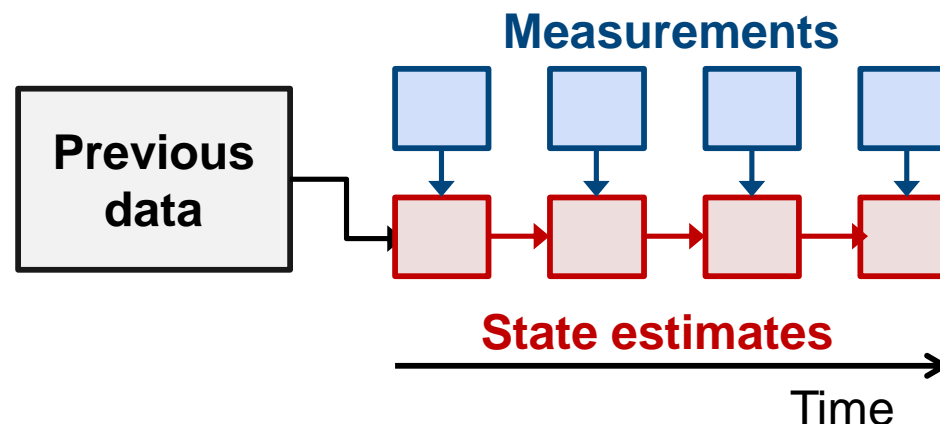 Measurements
Previous
data
State estimates
Time